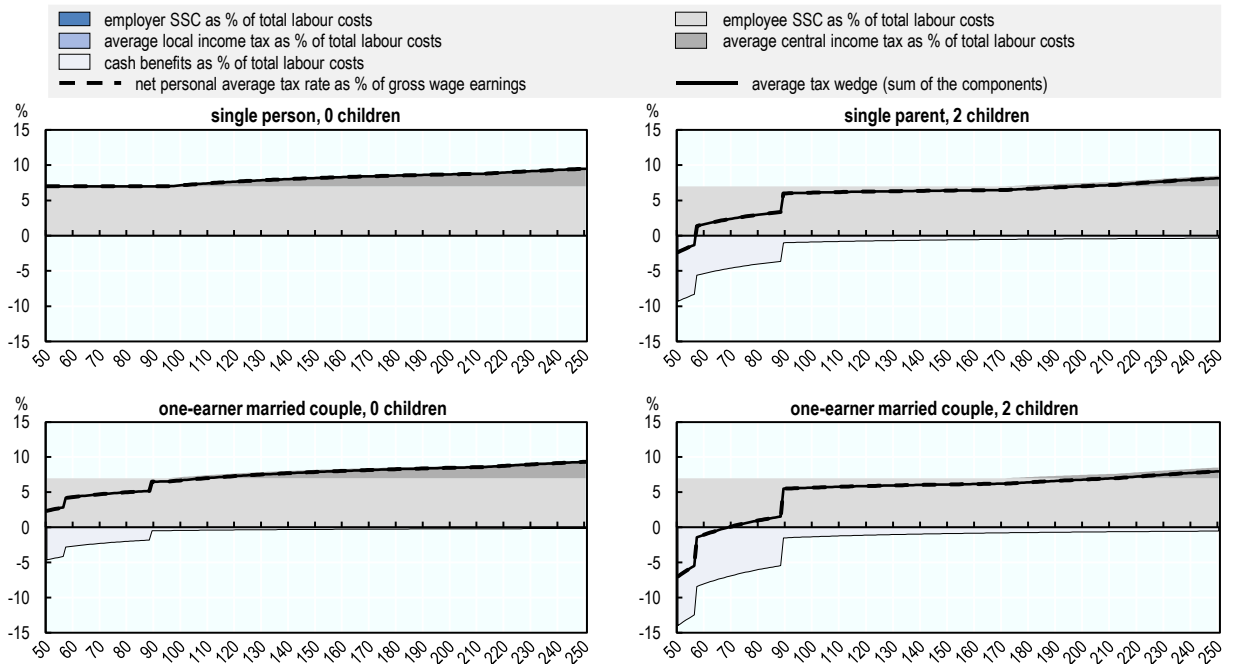 employer SSC as % of total labour costs
employee SSC as % of total labour costs
average local income tax as % of total labour costs
average central income tax as % of total labour costs
cash benefits as % of total labour costs
net personal average tax rate as % of gross wage earnings
average tax wedge (sum of the components)
%
single person, 0 children
15
10
5
0
-5
-10
-15
50 60 70 80 90 100 110 120 130 140 150 160 170 180 190 200 210 220 230 240 250
%
single parent, 2 children
15
10
5
0
-5
-10
-15
50 60 70 80 90 100 110 120 130 140 150 160 170 180 190 200 210 220 230 240 250
%
one-earner married couple, 0 children
15
10
5
0
-5
-10
-15
50 60 70 80 90 100 110 120 130 140 150 160 170 180 190 200 210 220 230 240 250
%
one-earner married couple, 2 children
15
10
5
0
-5
-10
-15
50 60 70 80 90 100 110 120 130 140 150 160 170 180 190 200 210 220 230 240 250